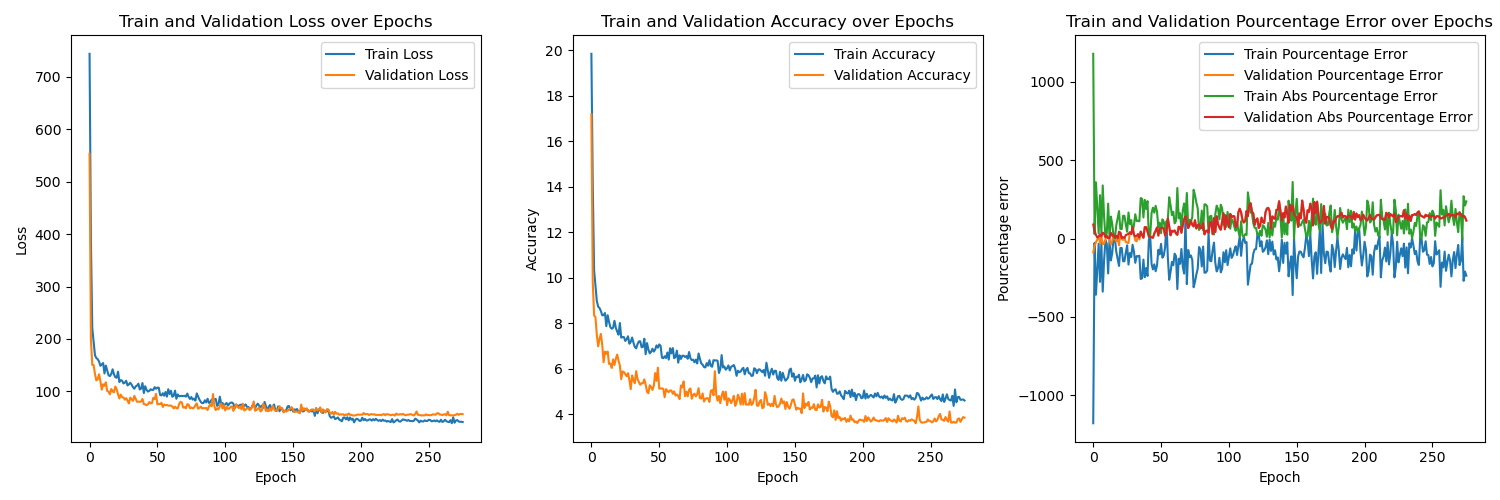 Train and Validation Loss over Epochs
Train Loss
Validation Loss
700
600
500
400
300
200
100
Loss
0
50
100
150
200
250
Epoch
Train and Validation Accuracy over Epochs
Train Accuracy
Validation Accuracy
20
18
16
14
12
10
8
6
4
Accuracy
0
50
100
150
200
250
Epoch
Train and Validation Pourcentage Error over Epochs
Train Pourcentage Error
Validation Pourcentage Error
Train Abs Pourcentage Error
Validation Abs Pourcentage Error
1000
500
0
−500
−1000
Pourcentage error
0
50
100
150
200
250
Epoch